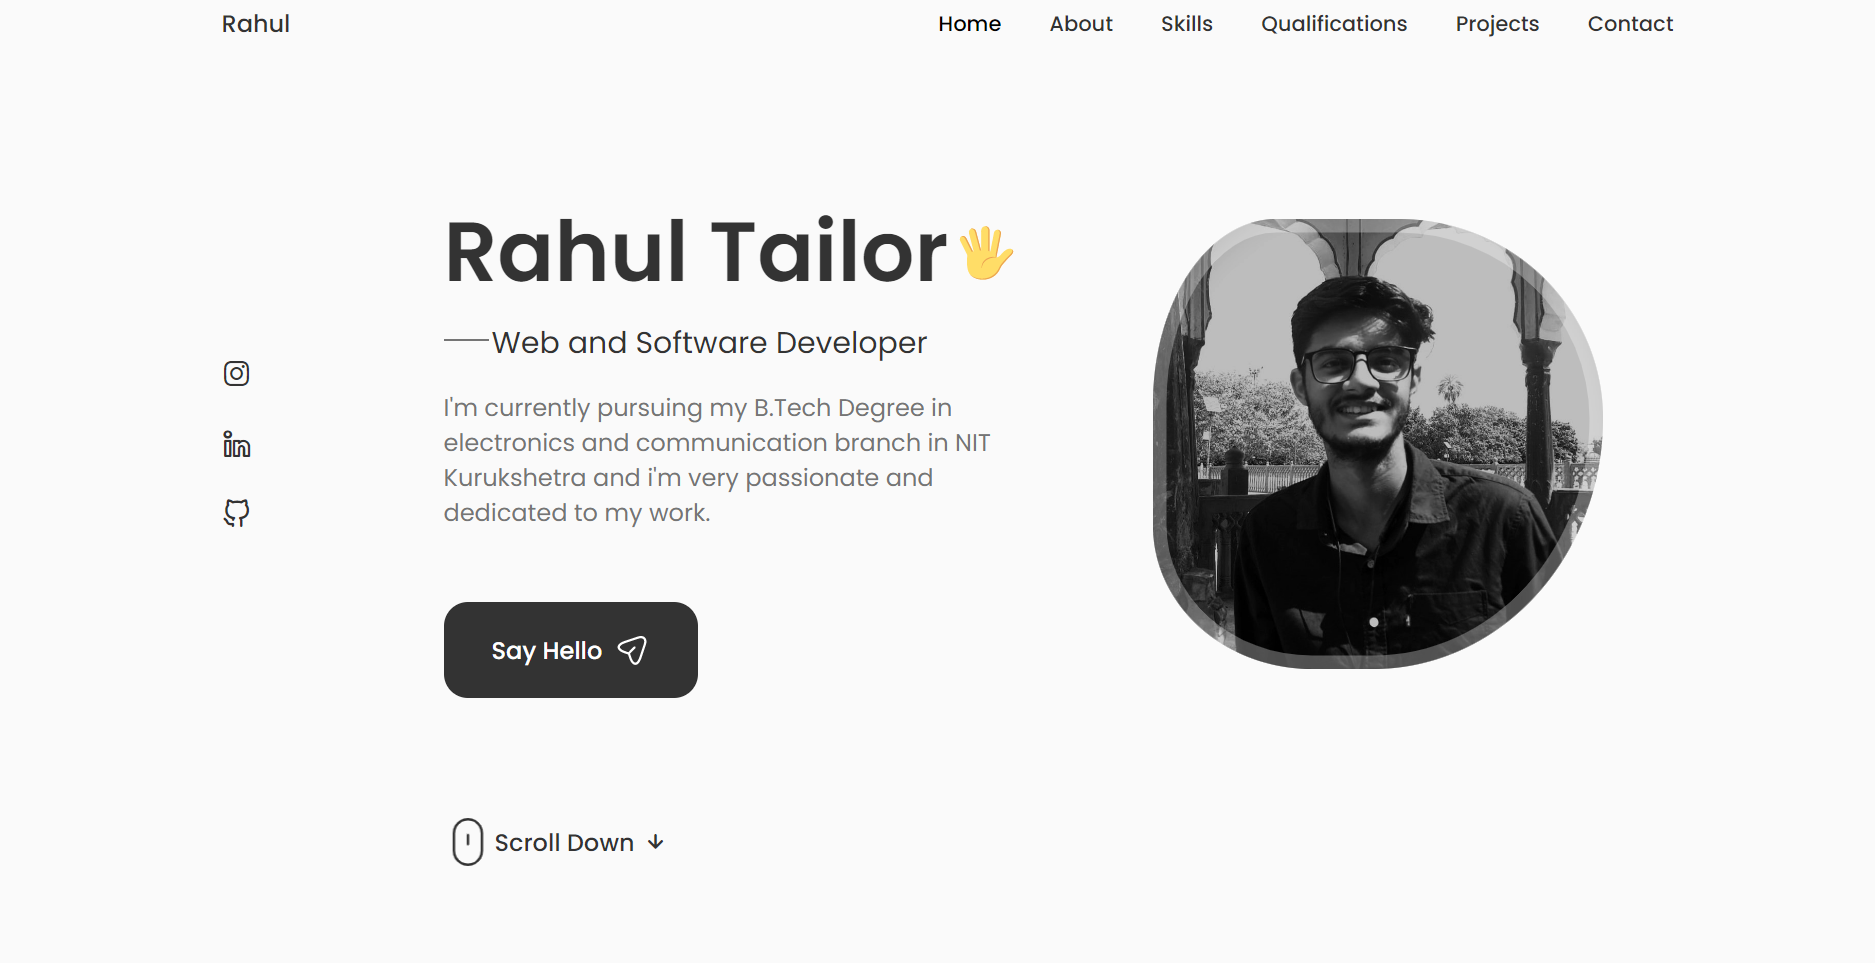 Rahul
Home About Skills Qualifications Projects Contact
Rahul Tailor🖐
Web and Software Developer
I'm currently pursuing my B.Tech Degree in
electronics and communication branch in NIT
Kurukshetra and i'm very passionate and
dedicated to my work.
Say Hello
Scroll Down